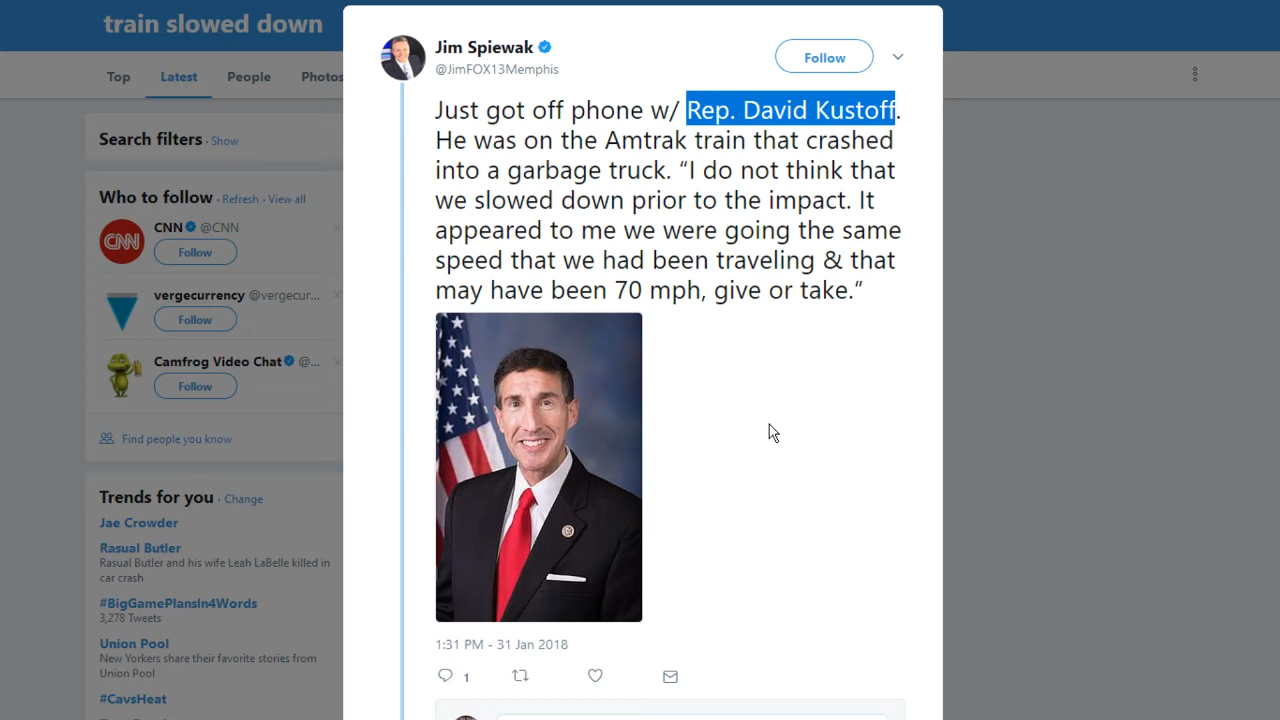 train slowed down
Top Latest People Photos
Search filters · Show
Who to follow · Refresh · View all
CNN @CNN
Follow
vergecurrency @vergecur...
Follow
Camfrog Video Chat @...
Follow
Find people you know
Trends for you · Change
Jae Crowder
Rasual Butler
Rasual Butler and his wife Leah LaBelle killed in
car crash
#BigGamePlansIn4Words
3,278 Tweets
Union Pool
New Yorkers share their favorite stories from
Union Pool
#CavsHeat
Jim Spiewak
@JimFOX13Memphis
Follow
Just got off phone w/ Rep. David Kustoff.
He was on the Amtrak train that crashed
into a garbage truck. “I do not think that
we slowed down prior to the impact. It
appeared to me we were going the same
speed that we had been traveling & that
may have been 70 mph, give or take.”
1:31 PM - 31 Jan 2018
1